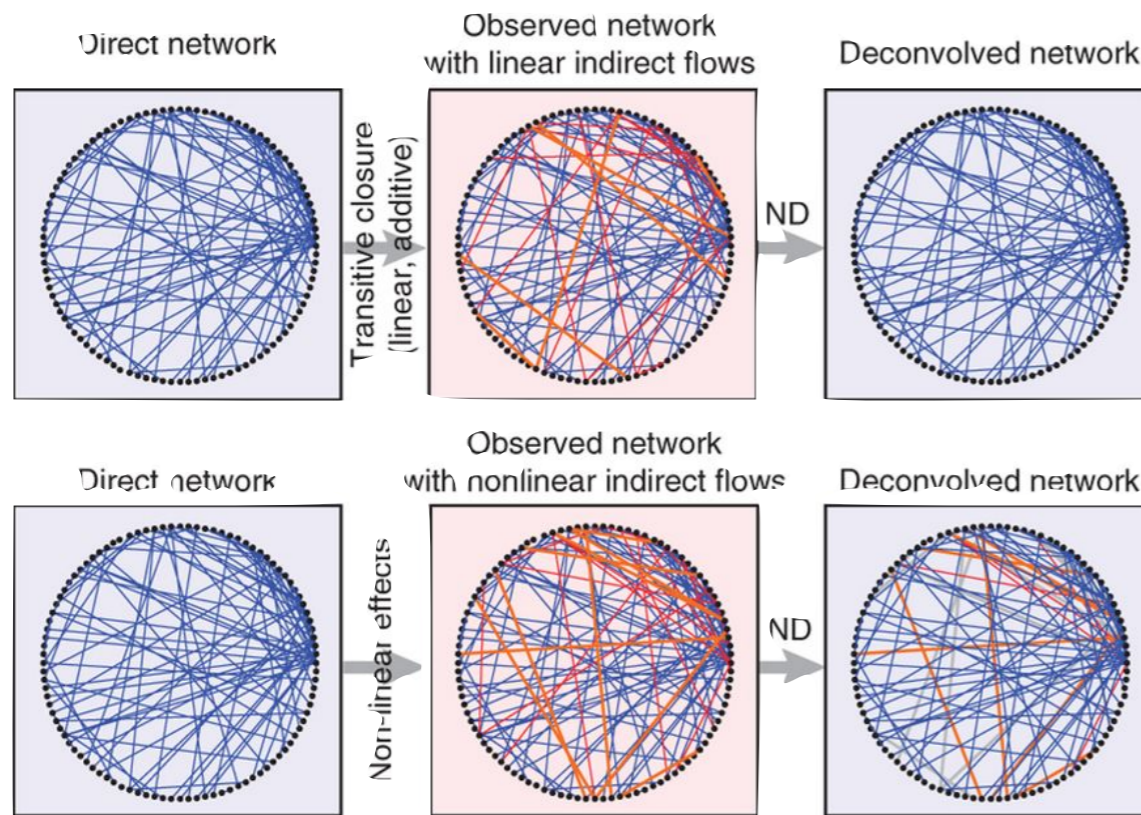 Direct network
Observed network
with linear indirect flows
Deconvolved network
Transitive closure
(linear, additive)
ND
Direct network
Observed network
with nonlinear indirect flows
Deconvolved network
Non-linear effects
ND